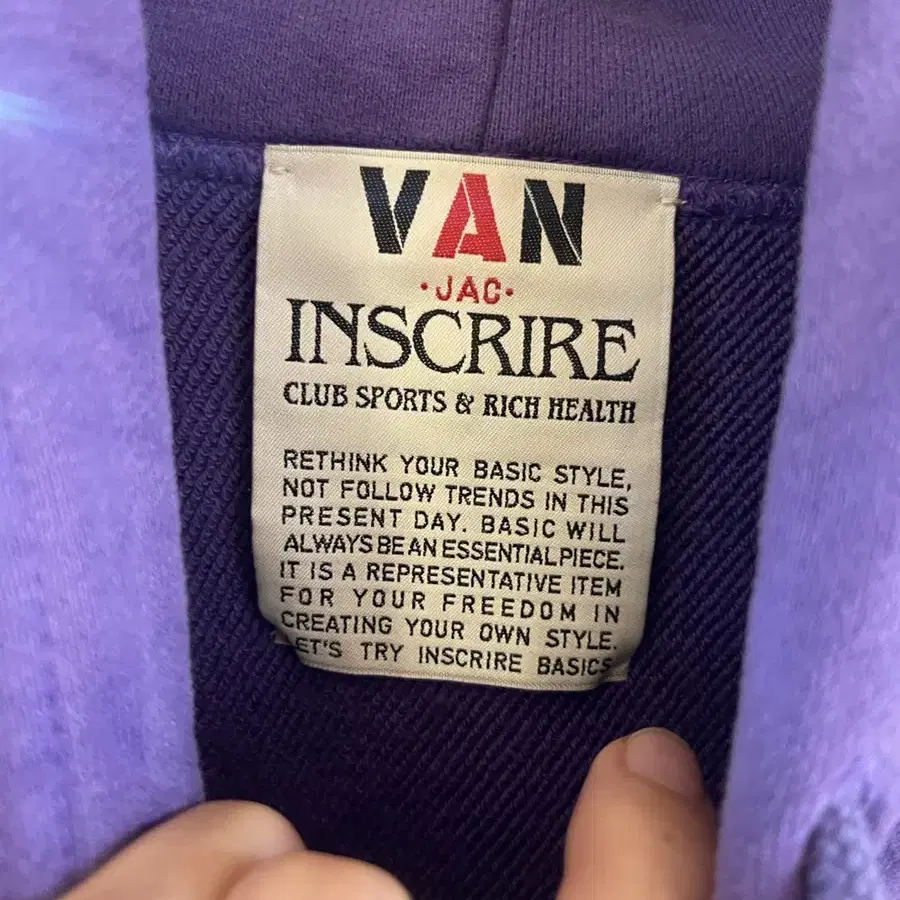 VAN
·JAC·
INSCRIRE
CLUB SPORTS & RICH HEALTH
RETHINK YOUR BASIC STYLE,
NOT FOLLOW TRENDS IN THIS
PRESENT DAY. BASIC WILL
ALWAYS BE AN ESSENTIAL PIECE.
IT IS A REPRESENTATIVE ITEM
FOR YOUR FREEDOM IN
CREATING YOUR OWN STYLE.
LET'S TRY INSCRIRE BASICS